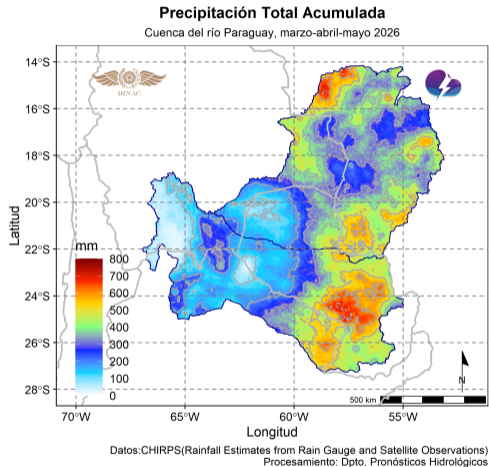 Precipitación Total Acumulada
Cuenca del río Paraguay, marzo-abril-mayo 2026
DINAC
14°S
16°S
18°S
20°S
22°S
24°S
26°S
28°S
Latitud
mm
800
700
600
500
400
300
200
100
0
N
500 km
70°W
65°W
60°W
55°W
Longitud
Datos:CHIRPS(Rainfall Estimates from Rain Gauge and Satellite Observations)
Procesamiento: Dpto. Pronósticos Hidrológicos